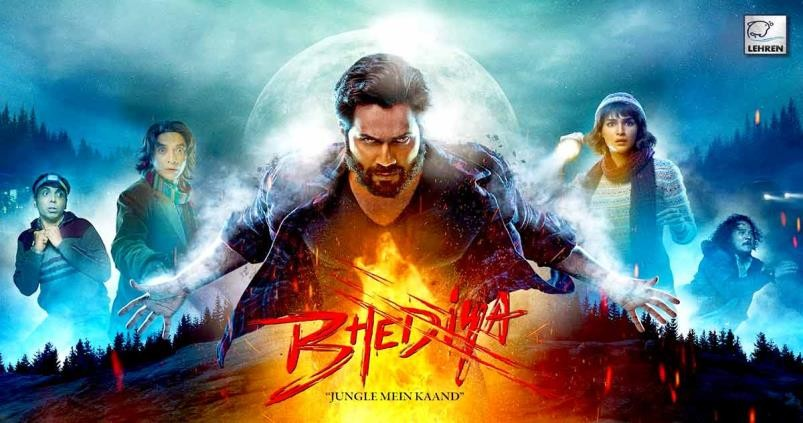 LEHREN
BHEDIYA
"JUNGLE MEIN KAAND"